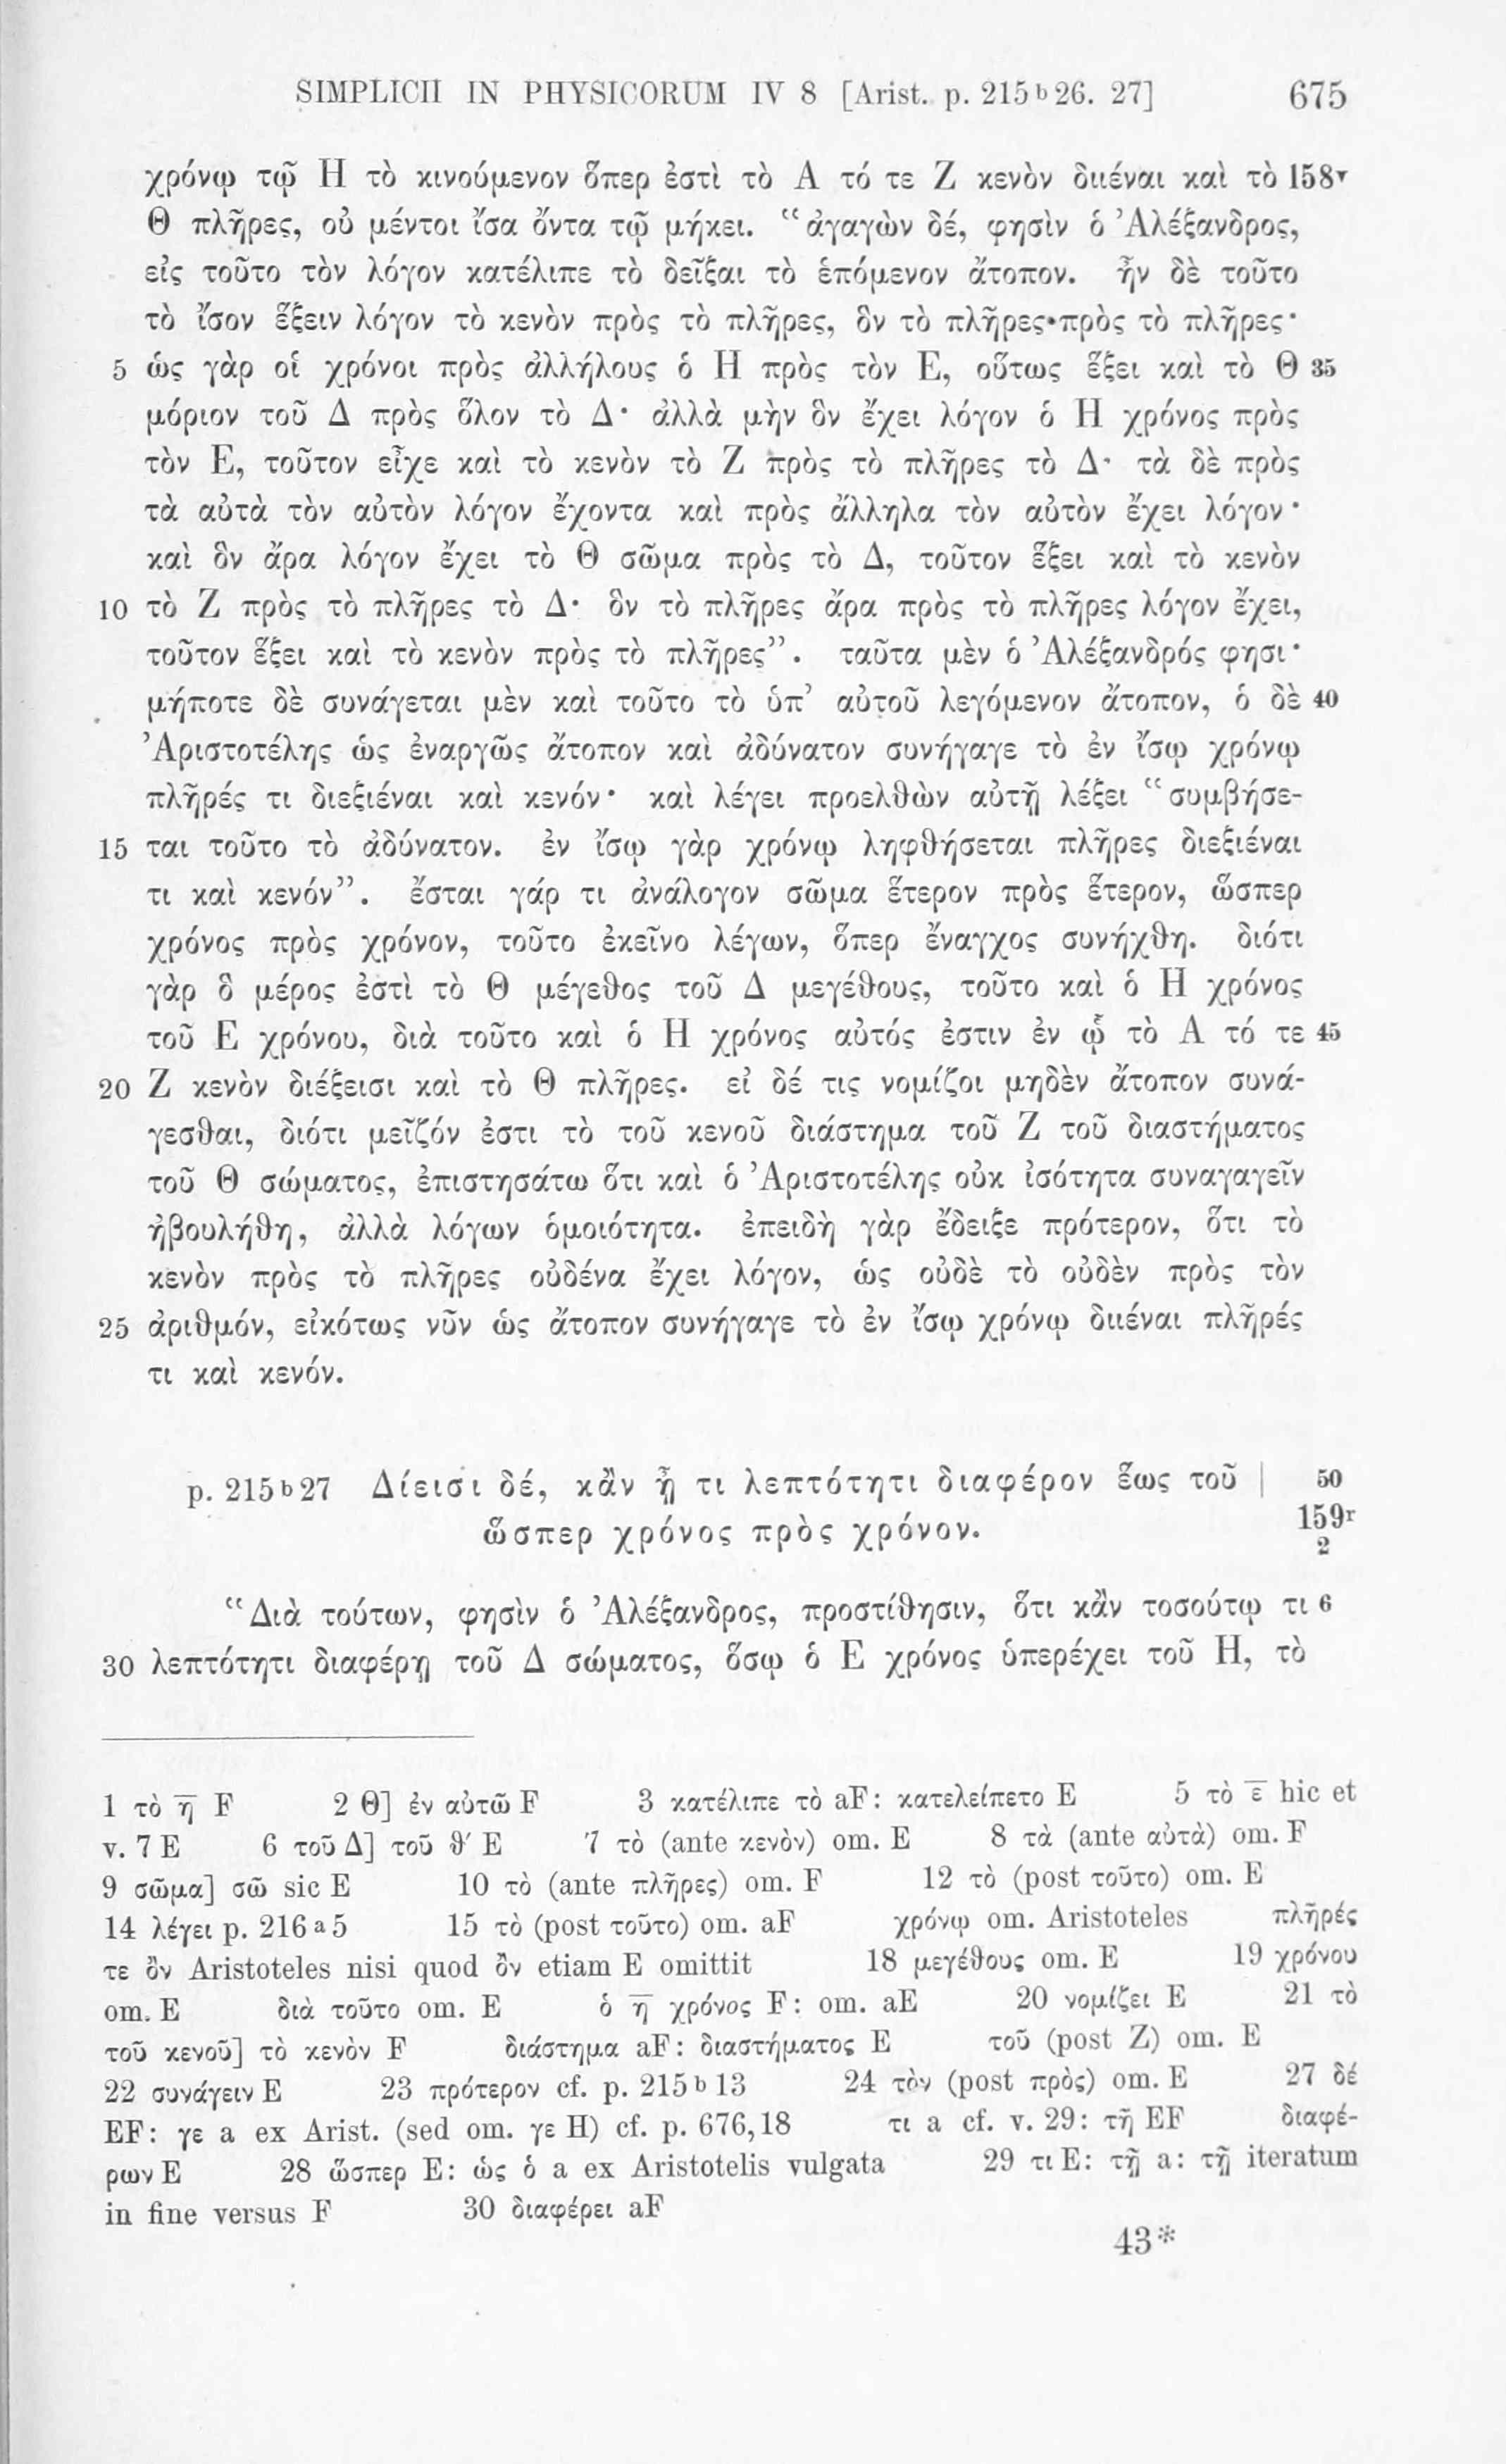 SIMPLICII IN PHYSICORUM IV 8 [Arist. p. 215ᵇ26. 27] 675
χρόνῳ τῷ Η τὸ κινούμενον ὅπερ ἐστὶ τὸ Α τό τε Ζ κενὸν διιέναι καὶ τὸ 158ᵛ
Θ πλῆρες, οὐ μέντοι ἴσα ὄντα τῷ μήκει. “ἀγαγὼν δέ, φησὶν ὁ Ἀλέξανδρος,
εἰς τοῦτο τὸν λόγον κατέλιπε τὸ δεῖξαι τὸ ἑπόμενον ἄτοπον. ἦν δὲ τοῦτο
τὸ ἴσον ἕξειν λόγον τὸ κενὸν πρὸς τὸ πλῆρες, ὃν τὸ πλῆρες πρὸς τὸ πλῆρες·
5 ὡς γὰρ οἱ χρόνοι πρὸς ἀλλήλους ὁ Η πρὸς τὸν Ε, οὕτως ἕξει καὶ τὸ Θ 35
μόριον τοῦ Δ πρὸς ὅλον τὸ Δ· ἀλλὰ μὴν ὃν ἔχει λόγον ὁ Η χρόνος πρὸς
τὸν Ε, τοῦτον εἶχε καὶ τὸ κενὸν τὸ Ζ πρὸς τὸ πλῆρες τὸ Δ· τὰ δὲ πρὸς
τὰ αὐτὰ τὸν αὐτὸν λόγον ἔχοντα καὶ πρὸς ἄλληλα τὸν αὐτὸν ἔχει λόγον·
καὶ ὃν ἄρα λόγον ἔχει τὸ Θ σῶμα πρὸς τὸ Δ, τοῦτον ἕξει καὶ τὸ κενὸν
10 τὸ Ζ πρὸς τὸ πλῆρες τὸ Δ· ὃν τὸ πλῆρες ἄρα πρὸς τὸ πλῆρες λόγον ἔχει,
τοῦτον ἕξει καὶ τὸ κενὸν πρὸς τὸ πλῆρες”. ταῦτα μὲν ὁ Ἀλέξανδρός φησι·
μήποτε δὲ συνάγεται μὲν καὶ τοῦτο τὸ ὑπ’ αὐτοῦ λεγόμενον ἄτοπον, ὁ δὲ 40
Ἀριστοτέλης ὡς ἐναργῶς ἄτοπον καὶ ἀδύνατον συνήγαγε τὸ ἐν ἴσῳ χρόνῳ
πλῆρές τι διεξιέναι καὶ κενόν· καὶ λέγει προελθὼν αὐτῇ λέξει “συμβήσε-
15 ται τοῦτο τὸ ἀδύνατον. ἐν ἴσῳ γὰρ χρόνῳ ληφθήσεται πλῆρες διεξιέναι
τι καὶ κενόν”. ἔσται γάρ τι ἀνάλογον σῶμα ἕτερον πρὸς ἕτερον, ὥσπερ
χρόνος πρὸς χρόνον, τοῦτο ἐκεῖνο λέγων, ὅπερ ἔναγχος συνήχθη. διότι
γὰρ ὃ μέρος ἐστὶ τὸ Θ μέγεθος τοῦ Δ μεγέθους, τοῦτο καὶ ὁ Η χρόνος
τοῦ Ε χρόνου, διὰ τοῦτο καὶ ὁ Η χρόνος αὐτός ἐστιν ἐν ᾧ τὸ Α τό τε 45
20 Ζ κενὸν διέξεισι καὶ τὸ Θ πλῆρες. εἰ δέ τις νομίζοι μηδὲν ἄτοπον συνά-
γεσθαι, διότι μεῖζόν ἐστι τὸ τοῦ κενοῦ διάστημα τοῦ Ζ τοῦ διαστήματος
τοῦ Θ σώματος, ἐπιστησάτω ὅτι καὶ ὁ Ἀριστοτέλης οὐκ ἰσότητα συναγαγεῖν
ἠβουλήθη, ἀλλὰ λόγων ὁμοιότητα. ἐπειδὴ γὰρ ἔδειξε πρότερον, ὅτι τὸ
κενὸν πρὸς τὸ πλῆρες οὐδένα ἔχει λόγον, ὡς οὐδὲ τὸ οὐδὲν πρὸς τὸν
25 ἀριθμόν, εἰκότως νῦν ὡς ἄτοπον συνήγαγε τὸ ἐν ἴσῳ χρόνῳ διιέναι πλῆρές
τι καὶ κενόν.
p. 215ᵇ27 Δίεισι δέ, κἂν ᾖ τι λεπτότητι διαφέρον ἕως τοῦ | 50
ὥσπερ χρόνος πρὸς χρόνον. 159ʳ
2
“Διὰ τούτων, φησὶν ὁ Ἀλέξανδρος, προστίθησιν, ὅτι κἂν τοσούτῳ τι 6
30 λεπτότητι διαφέρῃ τοῦ Δ σώματος, ὅσῳ ὁ Ε χρόνος ὑπερέχει τοῦ Η, τὸ
1 τὸ η̅ F 2 Θ] ἐν αὐτῶ F 3 κατέλιπε τὸ aF: κατελείπετο E 5 τὸ ε̅ hic et
v. 7 E 6 τοῦ Δ] τοῦ θ′ E 7 τὸ (ante κενὸν) om. E 8 τὰ (ante αὐτὰ) om. F
9 σῶμα] σῶ sic E 10 τὸ (ante πλῆρες) om. F 12 τὸ (post τοῦτο) om. E
14 λέγει p. 216ᵃ5 15 τὸ (post τοῦτο) om. aF χρόνῳ om. Aristoteles πλῆρές
τε ὂν Aristoteles nisi quod ὂν etiam E omittit 18 μεγέθους om. E 19 χρόνου
om. E διὰ τοῦτο om. E ὁ η̅ χρόνος F: om. aE 20 νομίζει E 21 τὸ
τοῦ κενοῦ] τὸ κενὸν F διάστημα aF: διαστήματος E τοῦ (post Ζ) om. E
22 συνάγειν E 23 πρότερον cf. p. 215ᵇ13 24 τὸν (post πρὸς) om. E 27 δέ
EF: γε a ex Arist. (sed om. γε H) cf. p. 676,18 τι a cf. v. 29: τῆ EF διαφέ-
ρων E 28 ὥσπερ E: ὡς ὁ a ex Aristotelis vulgata 29 τι E: τῇ a: τῇ iteratum
in fine versus F 30 διαφέρει aF
43*